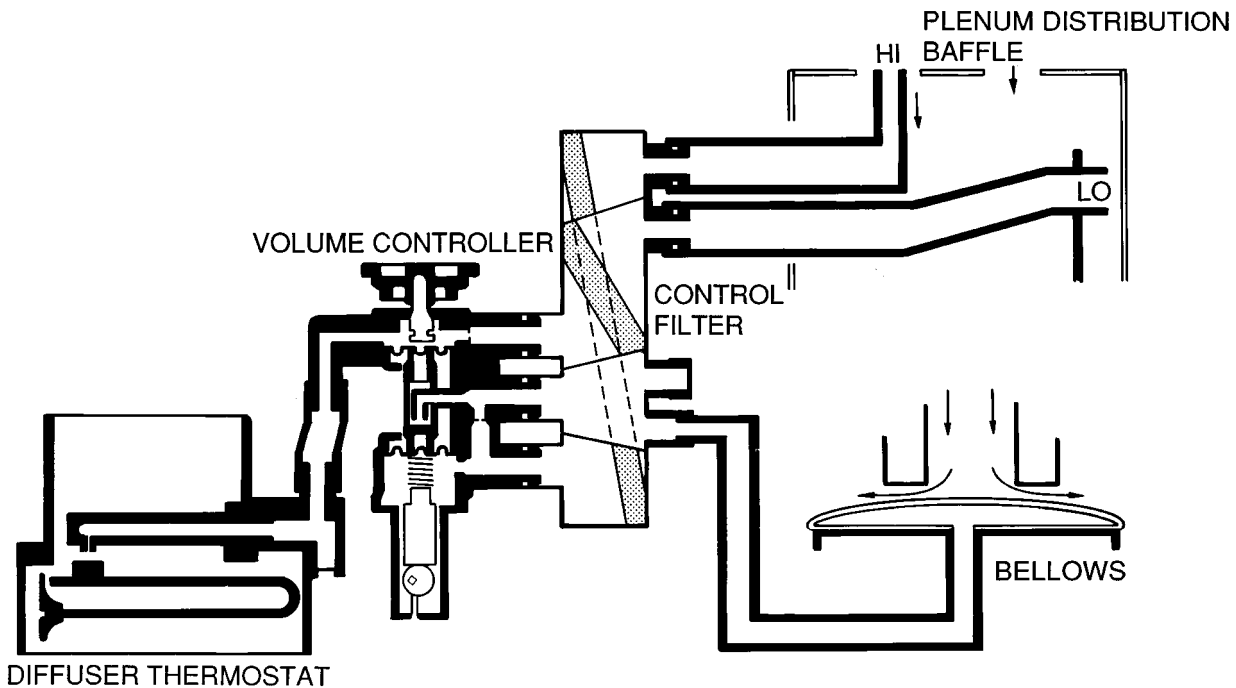 PLENUM DISTRIBUTION
BAFFLE
HI
LO
VOLUME CONTROLLER
CONTROL
FILTER
BELLOWS
DIFFUSER THERMOSTAT